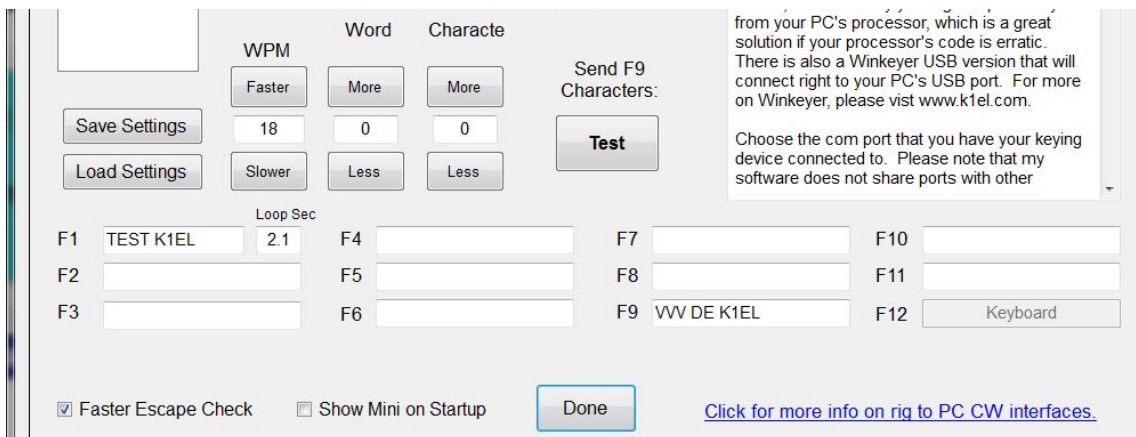 from your PC's processor, which is a great
solution if your processor's code is erratic.
There is also a Winkeyer USB version that will
connect right to your PC's USB port. For more
on Winkeyer, please vist www.k1el.com.
Choose the com port that you have your keying
device connected to. Please note that my
software does not share ports with other
Word Characte
WPM
Faster More More
Send F9
Characters:
Save Settings 18 0 0 Test
Load Settings Slower Less Less
Loop Sec
F1 TEST K1EL 2.1 F4 F7 F10
F2 F5 F8 F11
F3 F6 F9 VVV DE K1EL F12 Keyboard
Faster Escape Check Show Mini on Startup Done Click for more info on rig to PC CW interfaces.